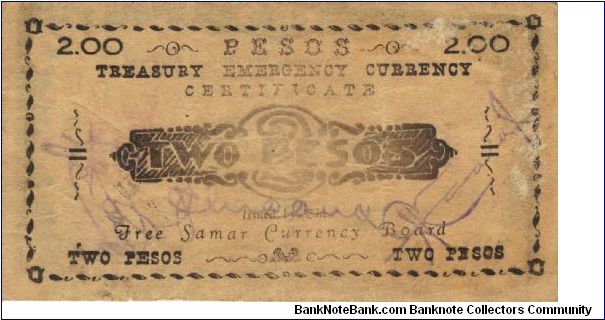 2.00 PESOS 2.00
TREASURY EMERGENCY CURRENCY
CERTIFICATE
TWO PESOS
Issued
Free Samar Currency Board
TWO PESOS TWO PESOS
BankNoteBank.com Banknote Collectors Community